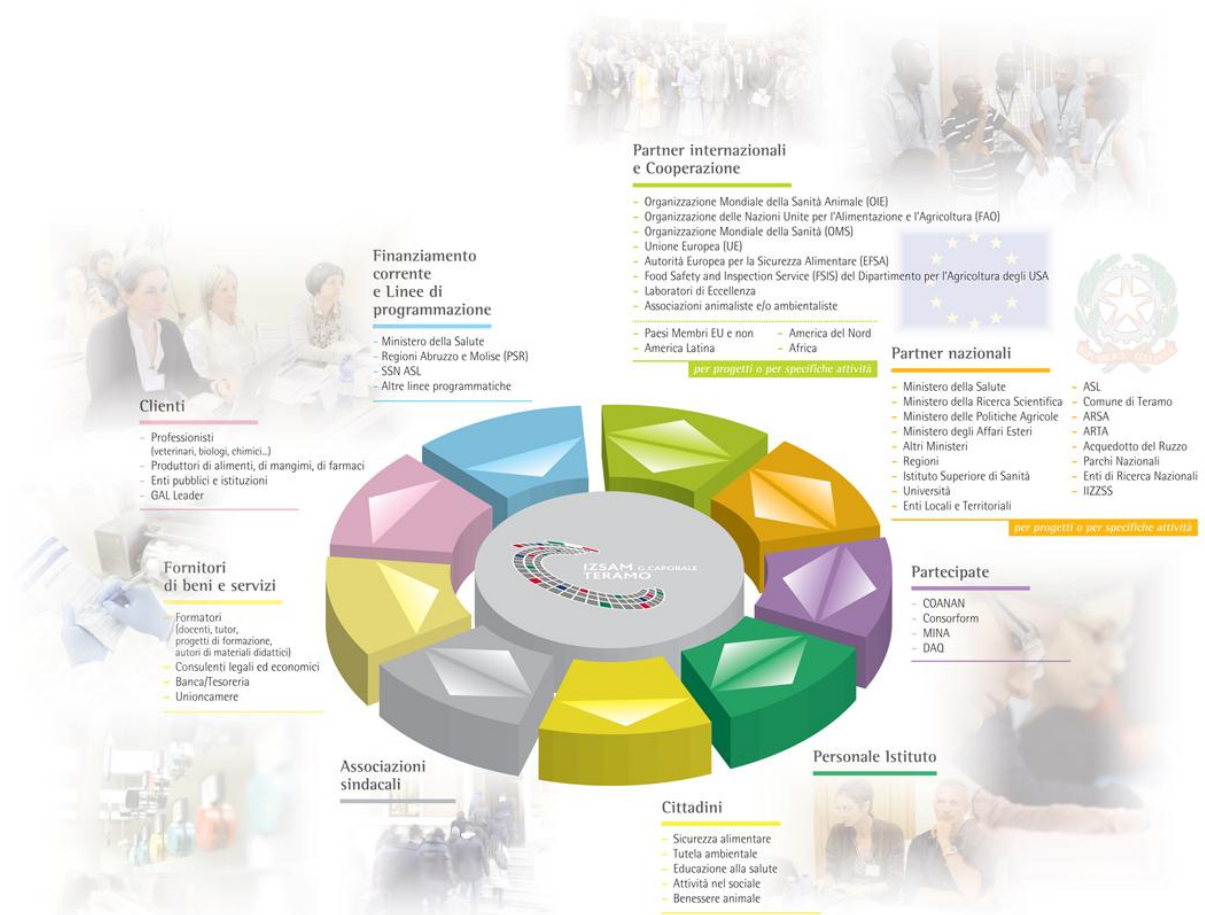 Partner internazionali
e Cooperazione
– Organizzazione Mondiale della Sanità Animale (OIE)
– Organizzazione delle Nazioni Unite per l'Alimentazione e l'Agricoltura (FAO)
– Organizzazione Mondiale della Sanità (OMS)
– Unione Europea (UE)
– Autorità Europea per la Sicurezza Alimentare (EFSA)
– Food Safety and Inspection Service (FSIS) del Dipartimento per l'Agricoltura degli USA
– Laboratori di Eccellenza
– Associazioni animaliste e/o ambientaliste
– Paesi Membri EU e non
– America Latina
– America del Nord
– Africa
per progetti o per specifiche attività
Finanziamento
corrente
e Linee di
programmazione
– Ministero della Salute
– Regioni Abruzzo e Molise (PSR)
– SSN ASL
– Altre linee programmatiche
Partner nazionali
– Ministero della Salute
– Ministero della Ricerca Scientifica
– Ministero delle Politiche Agricole
– Ministero degli Affari Esteri
– Altri Ministeri
– Regioni
– Istituto Superiore di Sanità
– Università
– Enti Locali e Territoriali
– ASL
– Comune di Teramo
– ARSA
– ARTA
– Acquedotto del Ruzzo
– Parchi Nazionali
– Enti di Ricerca Nazionali
– IIZZSS
per progetti o per specifiche attività
Clienti
– Professionisti
(veterinari, biologi, chimici...)
– Produttori di alimenti, di mangimi, di farmaci
– Enti pubblici e istituzioni
– GAL Leader
IZSAM G.CAPORALE
TERAMO
Fornitori
di beni e servizi
– Formatori
(docenti, tutor,
progetti di formazione,
autori di materiali didattici)
– Consulenti legali ed economici
– Banca/Tesoreria
– Unioncamere
Partecipate
– COANAN
– Consorform
– MINA
– DAQ
Associazioni
sindacali
Personale Istituto
Cittadini
– Sicurezza alimentare
– Tutela ambientale
– Educazione alla salute
– Attività nel sociale
– Benessere animale